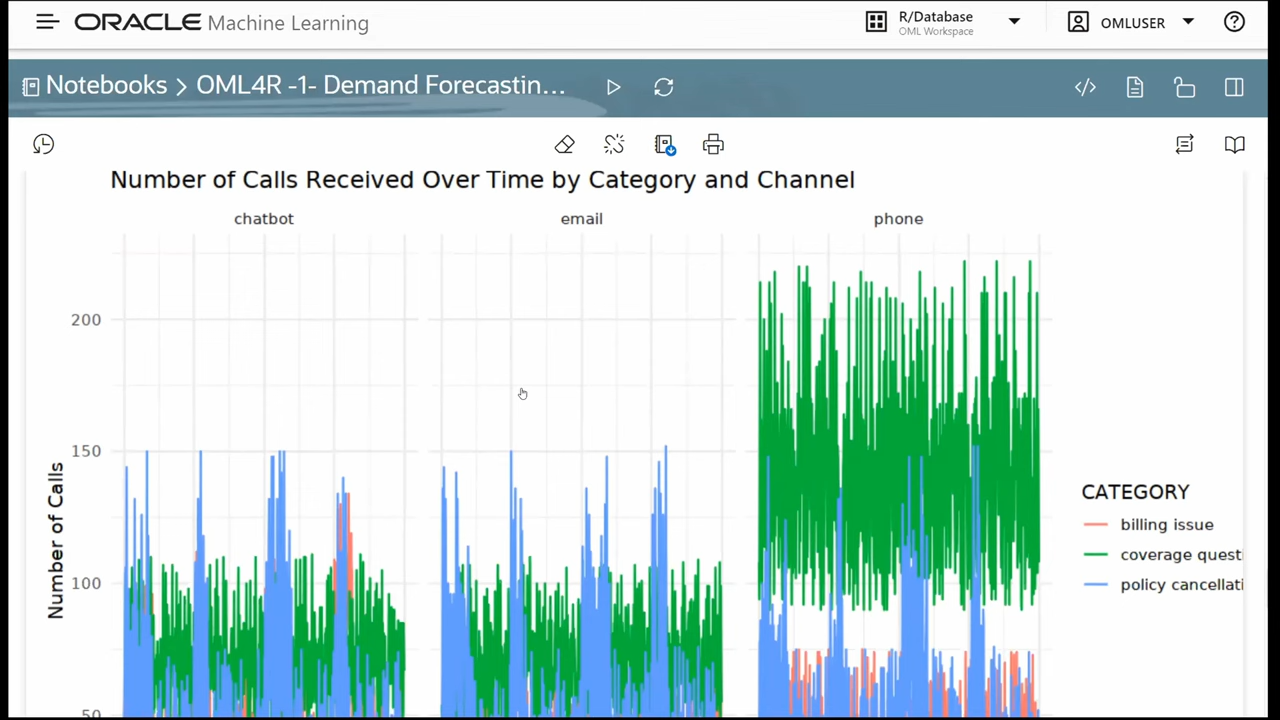 ORACLE Machine Learning
R/Database
OML Workspace
OMLUSER
Notebooks > OML4R -1- Demand Forecastin...
Number of Calls Received Over Time by Category and Channel
chatbot
email
phone
200
150
100
50
Number of Calls
CATEGORY
billing issue
coverage questi
policy cancellati